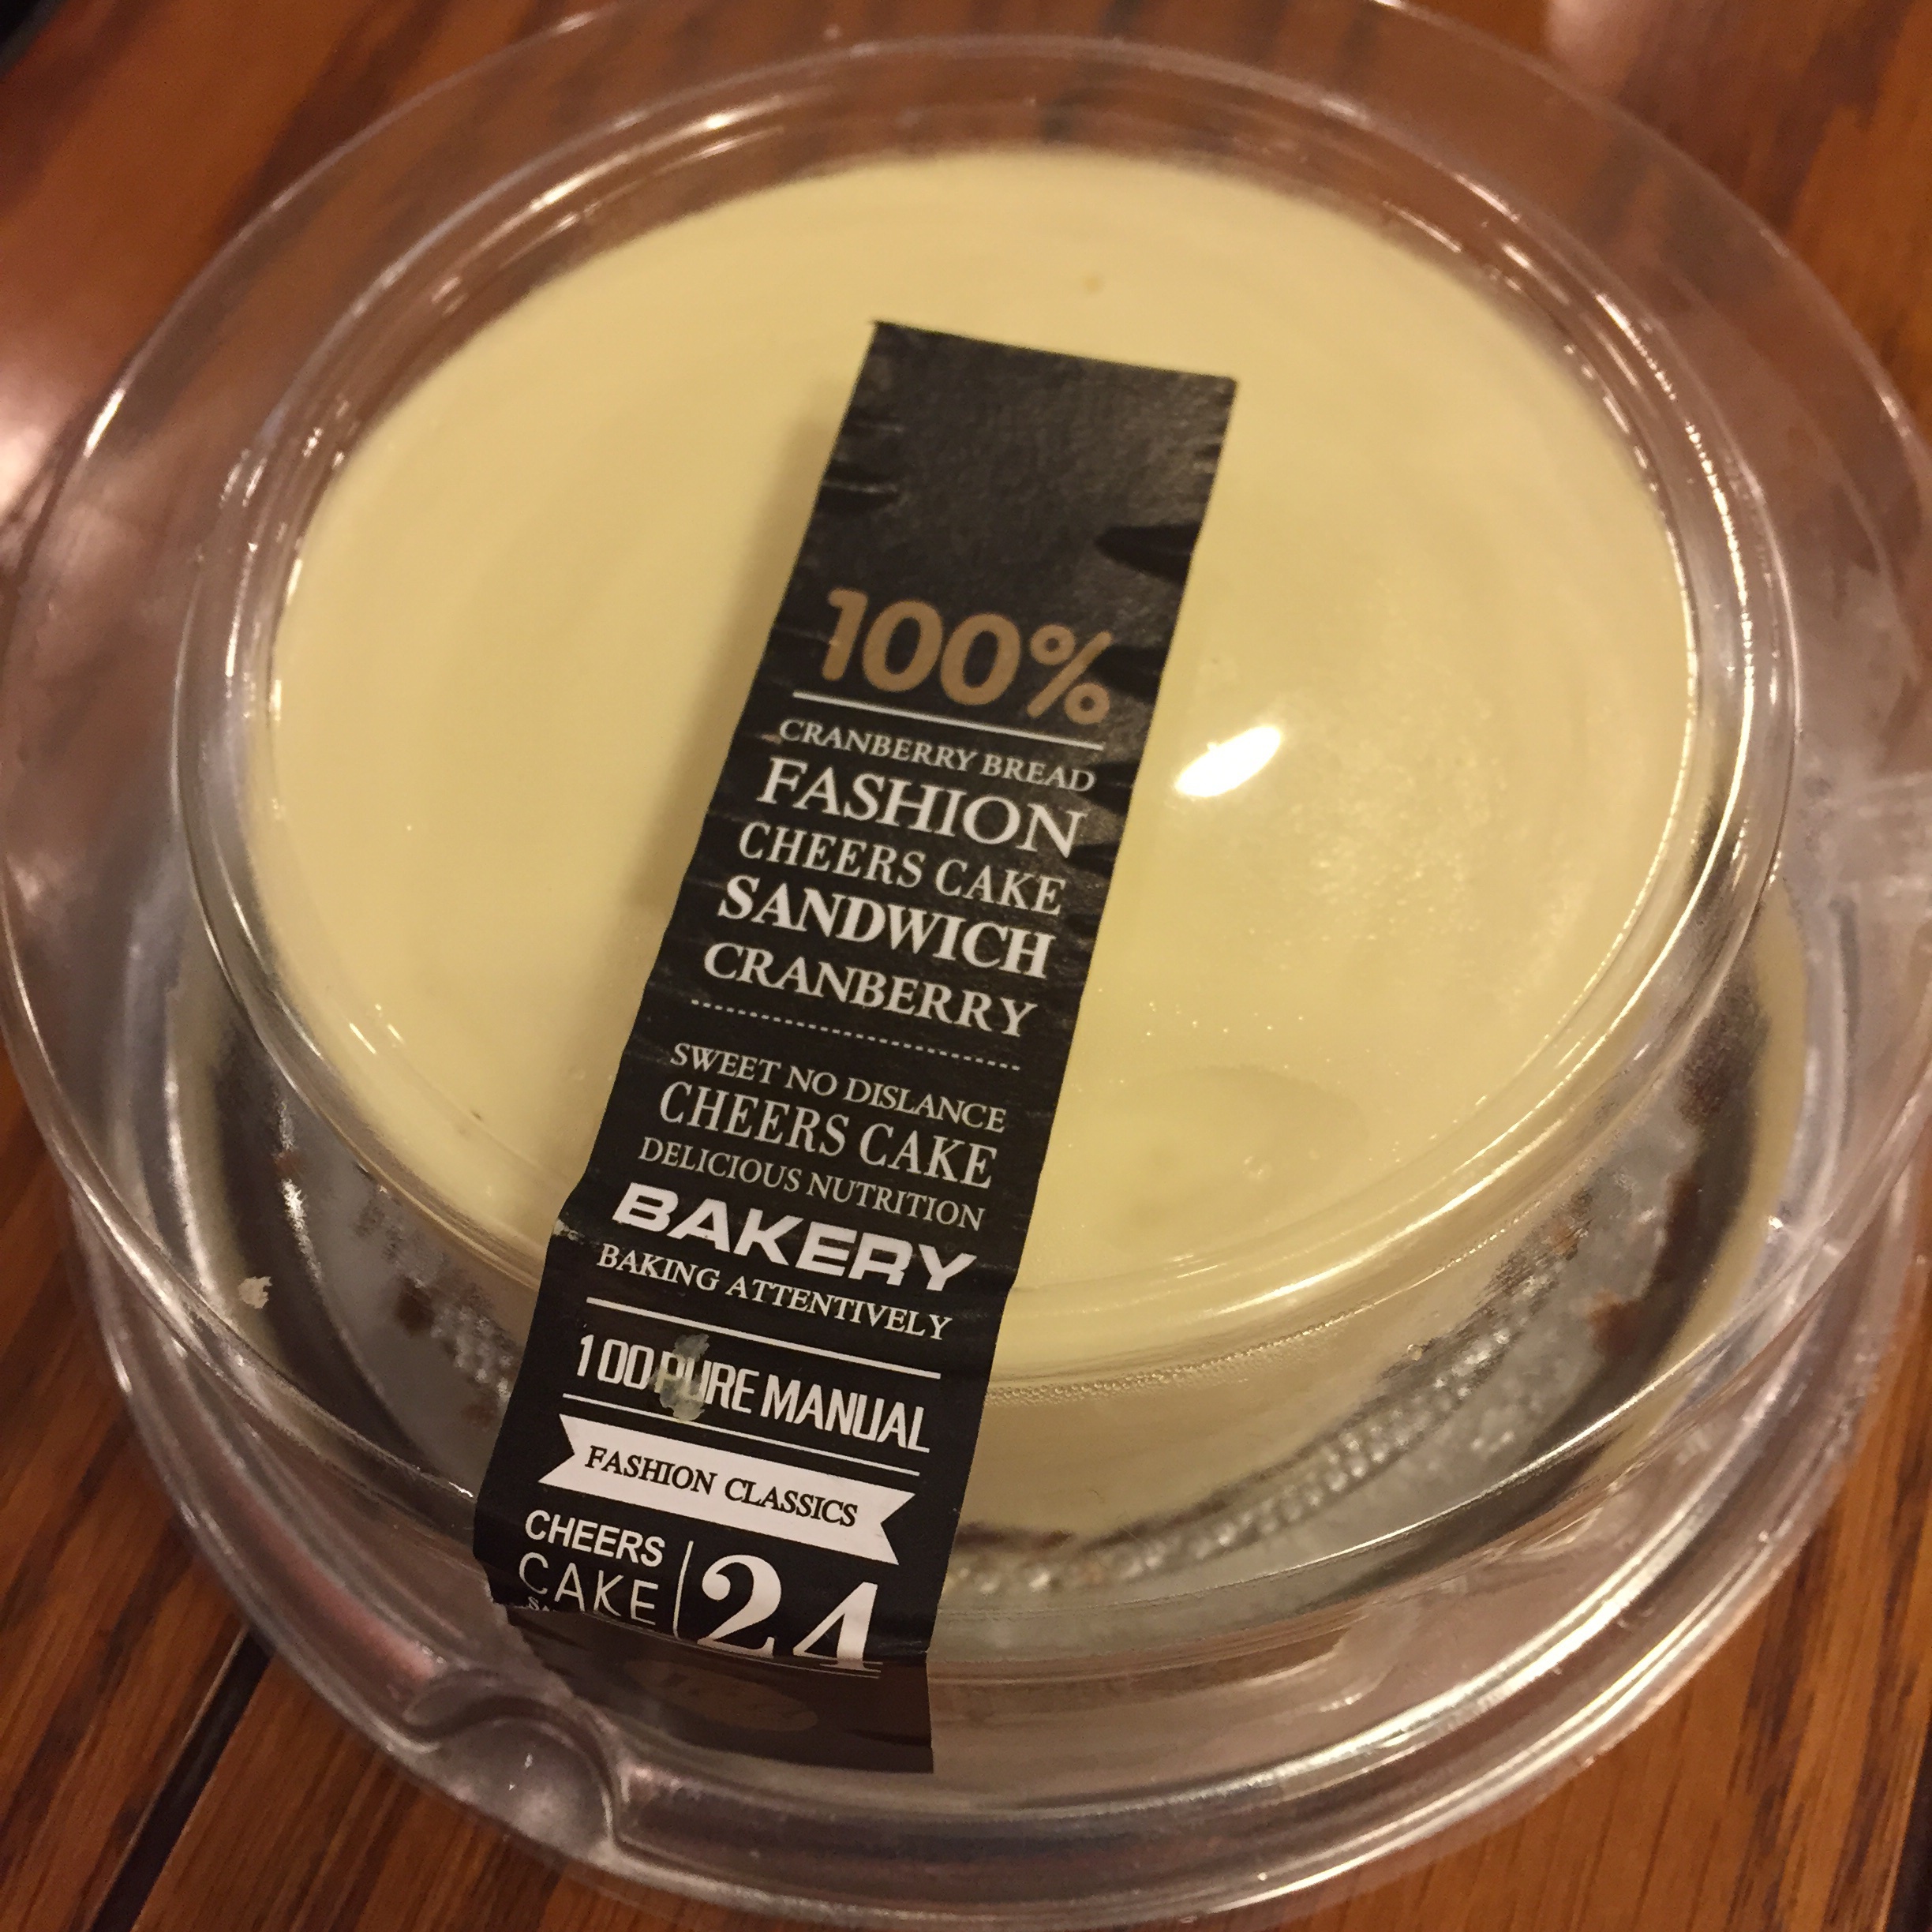 100%
CRANBERRY BREAD
FASHION
CHEERS CAKE
SANDWICH
CRANBERRY
SWEET NO DISLANCE
CHEERS CAKE
DELICIOUS NUTRITION
BAKERY
BAKING ATTENTIVELY
100 PURE MANUAL
FASHION CLASSICS
CHEERS
CAKE
24